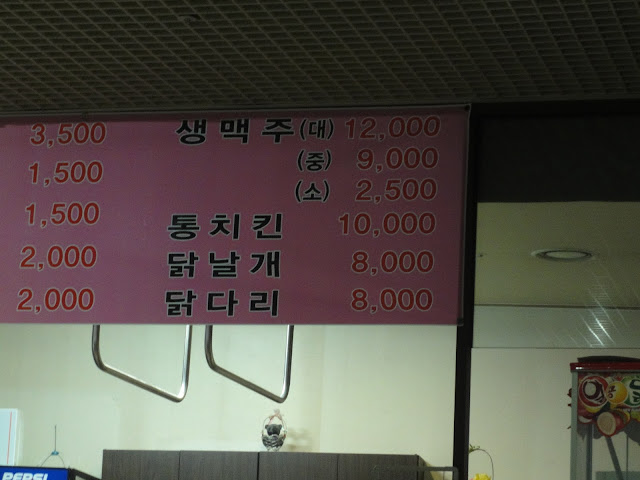 3,500 생맥주(대) 12,000
1,500 (중) 9,000
(소) 2,500
1,500 통치킨 10,000
2,000 닭날개 8,000
2,000 닭다리 8,000
PEPSI